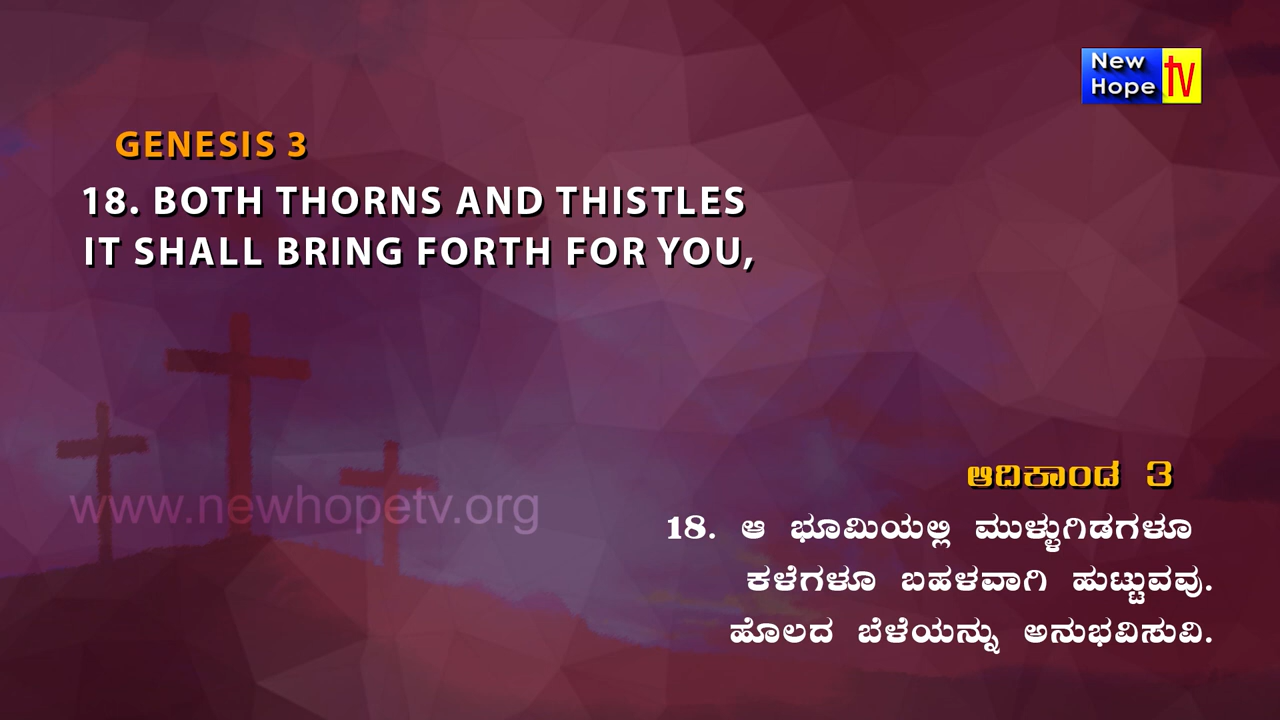 New
Hope tv
GENESIS 3
18. BOTH THORNS AND THISTLES
IT SHALL BRING FORTH FOR YOU,
www.newhopetv.org
ಆದಿಕಾಂಡ 3
18. ಆ ಭೂಮಿಯಲ್ಲಿ ಮುಳ್ಳುಗಿಡಗಳೂ
ಕಳೆಗಳೂ ಬಹಳವಾಗಿ ಹುಟ್ಟುವವು.
ಹೊಲದ ಬೆಳೆಯನ್ನು ಅನುಭವಿಸುವಿ.